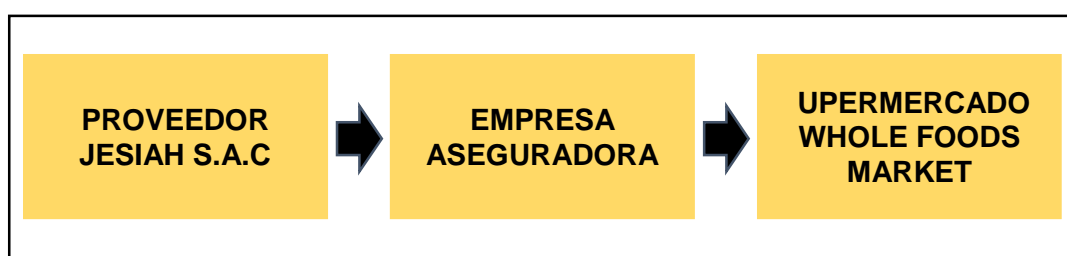 PROVEEDOR
JESIAH S.A.C
EMPRESA
ASEGURADORA
UPERMERCADO
WHOLE FOODS
MARKET